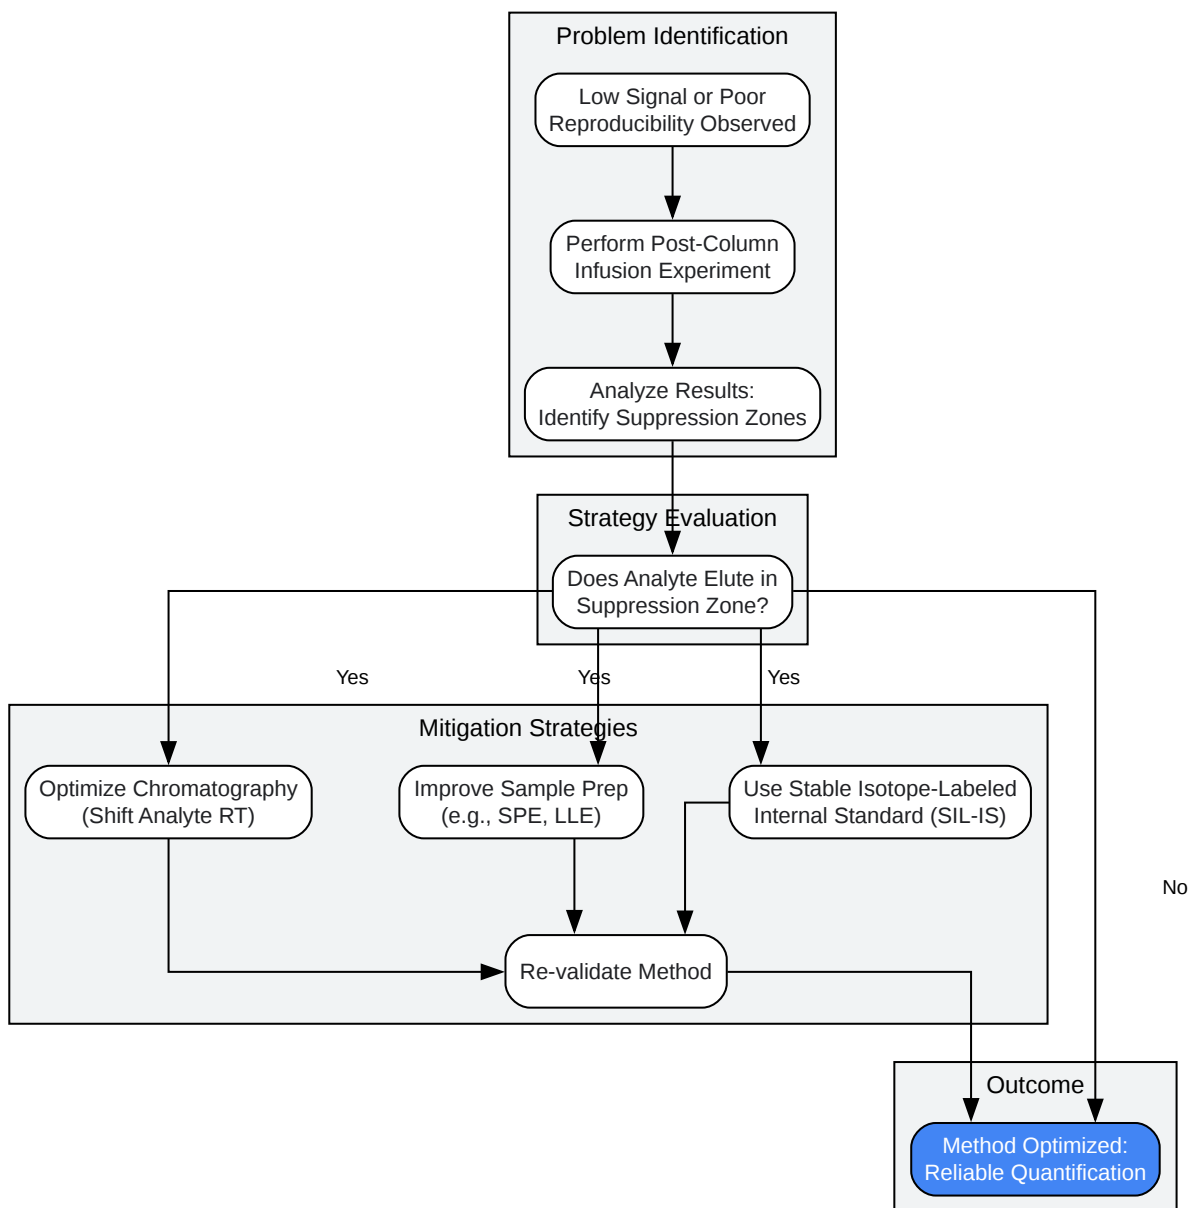 Problem Identification
Low Signal or Poor
Reproducibility Observed
Perform Post-Column
Infusion Experiment
Analyze Results:
Identify Suppression Zones
Strategy Evaluation
Does Analyte Elute in
Suppression Zone?
Yes
Yes
Yes
Mitigation Strategies
Optimize Chromatography
(Shift Analyte RT)
Improve Sample Prep
(e.g., SPE, LLE)
Use Stable Isotope-Labeled
Internal Standard (SIL-IS)
No
Re-validate Method
Outcome
Method Optimized:
Reliable Quantification